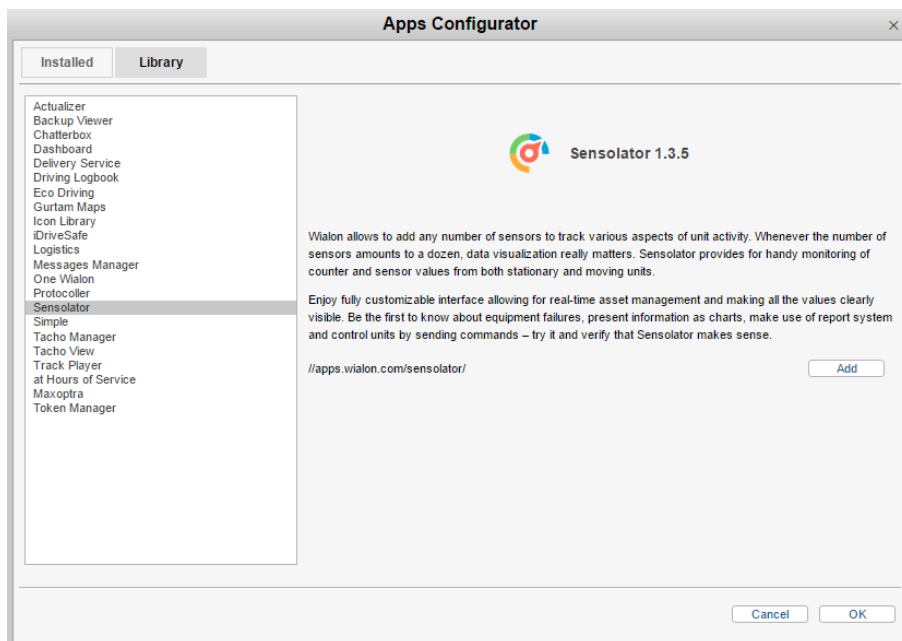 Apps Configurator
Installed
Library
Actualizer
Backup Viewer
Chatterbox
Dashboard
Delivery Service
Driving Logbook
Eco Driving
Gurtam Maps
Icon Library
iDriveSafe
Logistics
Messages Manager
One Wialon
Protocoller
Sensolator
Simple
Tacho Manager
Tacho View
Track Player
at Hours of Service
Maxoptra
Token Manager
Sensolator 1.3.5
Wialon allows to add any number of sensors to track various aspects of unit activity. Whenever the number of
sensors amounts to a dozen, data visualization really matters. Sensolator provides for handy monitoring of
counter and sensor values from both stationary and moving units.
Enjoy fully customizable interface allowing for real-time asset management and making all the values clearly
visible. Be the first to know about equipment failures, present information as charts, make use of report system
and control units by sending commands – try it and verify that Sensolator makes sense.
//apps.wialon.com/sensolator/
Add
Cancel
OK